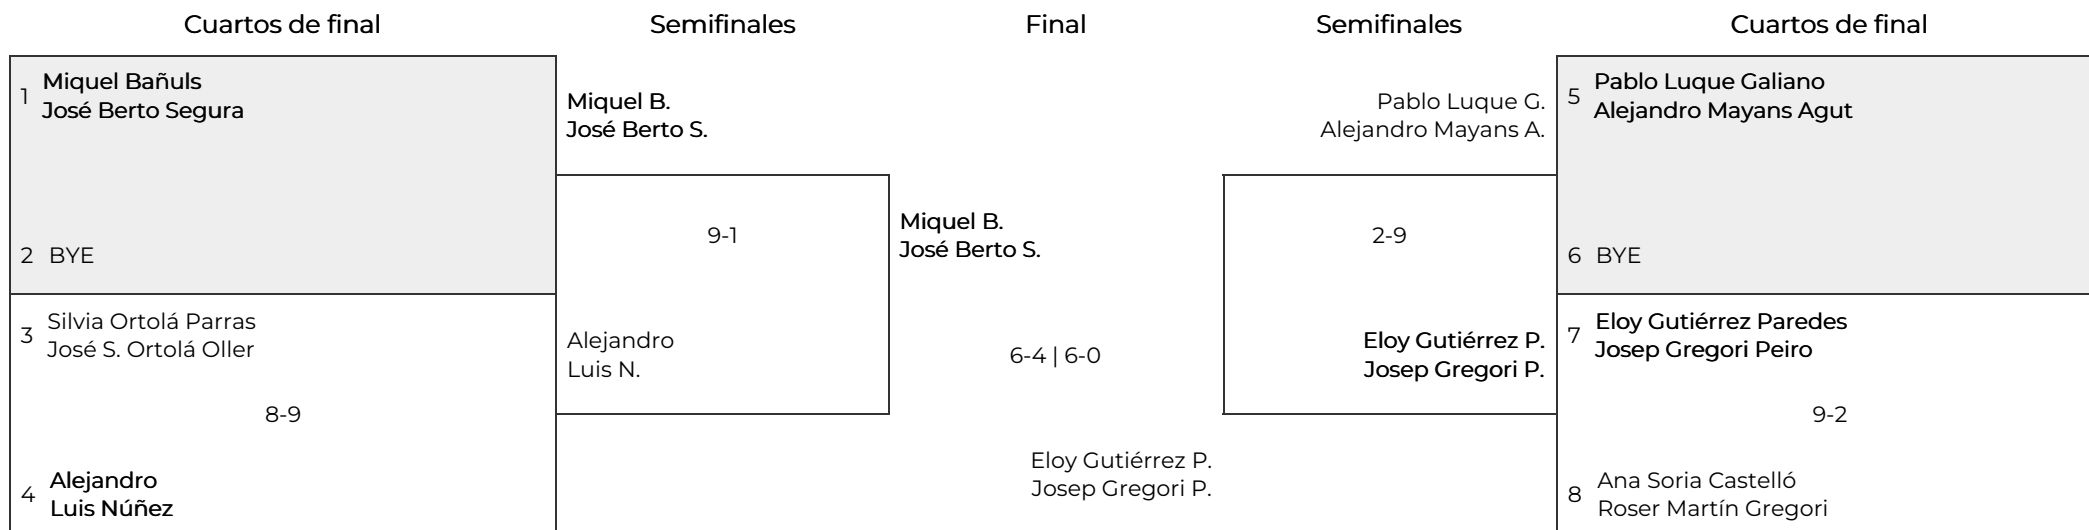 Cuartos de final
Semifinales
Final
Semifinales
Cuartos de final
1
Miquel Bañuls
José Berto Segura
2 BYE
3
Silvia Ortolá Parras
José S. Ortolá Oller
8-9
4
Alejandro
Luis Núñez
Miquel B.
José Berto S.
9-1
Alejandro
Luis N.
Miquel B.
José Berto S.
6-4 | 6-0
Eloy Gutiérrez P.
Josep Gregori P.
Pablo Luque G.
Alejandro Mayans A.
2-9
Eloy Gutiérrez P.
Josep Gregori P.
5
Pablo Luque Galiano
Alejandro Mayans Agut
6 BYE
7
Eloy Gutiérrez Paredes
Josep Gregori Peiro
9-2
8
Ana Soria Castelló
Roser Martín Gregori